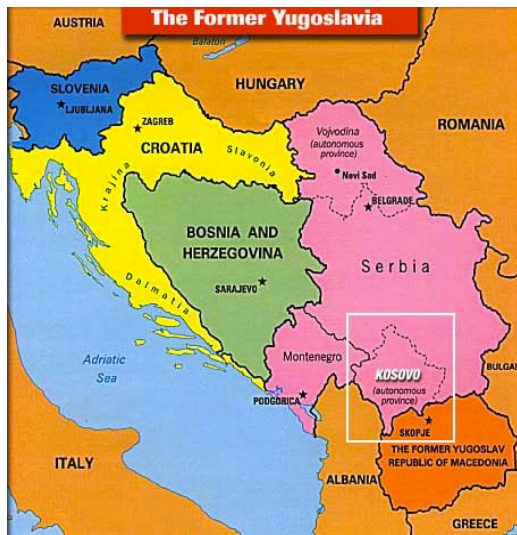 The Former Yugoslavia
AUSTRIA
Balaton
HUNGARY
SLOVENIA
LJUBLJANA
ZAGREB
CROATIA
Slavonia
Krajina
Vojvodina
(autonomous
province)
Novi Sad
ROMANIA
BELGRADE
BOSNIA AND
HERZEGOVINA
SARAJEVO
Serbia
Dalmatia
Adriatic
Sea
Montenegro
KOSOVO
(autonomous
province)
BULGAR
PODGORICA
SKOPJE
THE FORMER YUGOSLAV
REPUBLIC OF MACEDONIA
ITALY
ALBANIA
GREECE